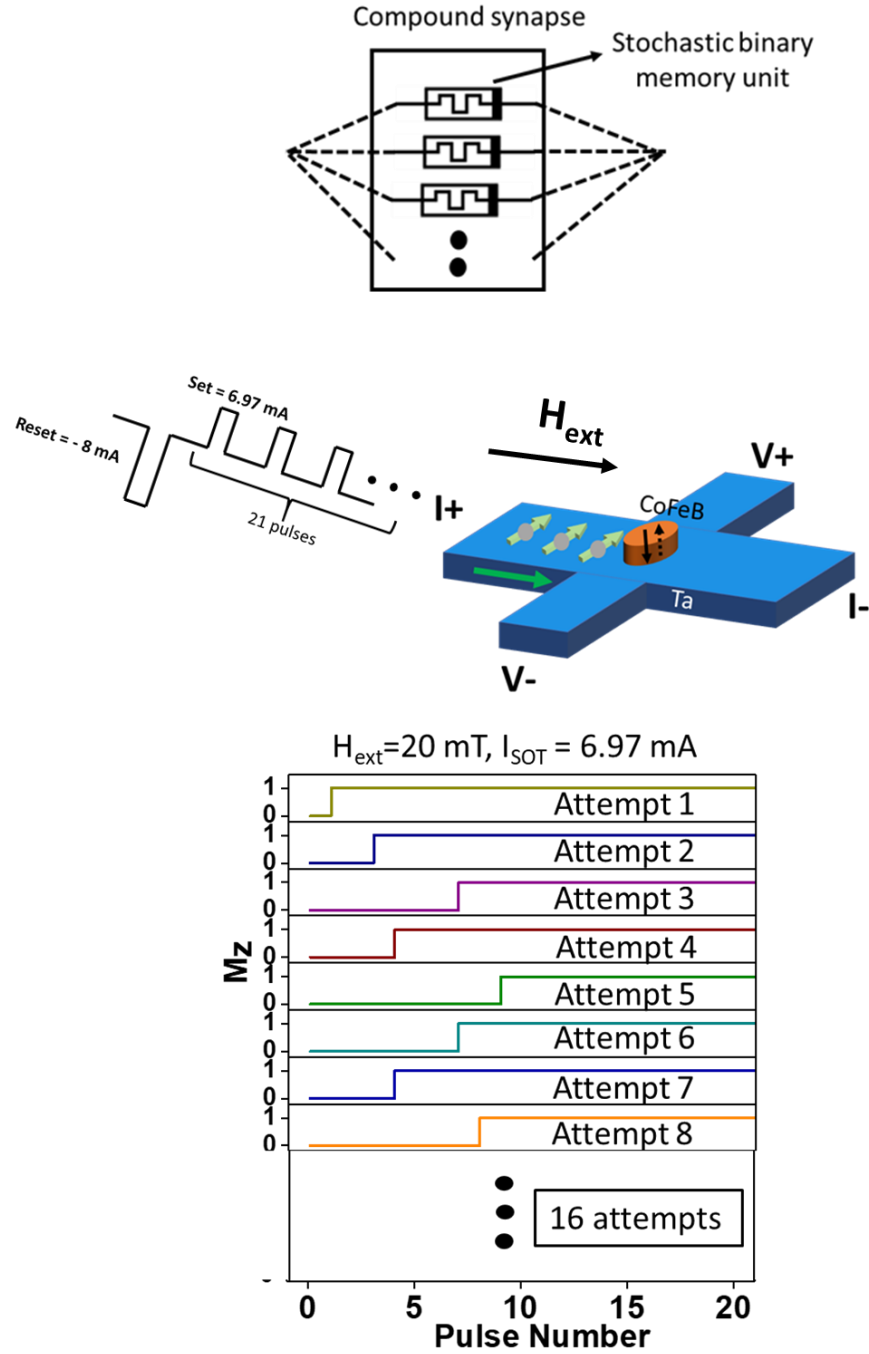 Compound synapse
Stochastic binary
memory unit
Set = 6.97 mA
Reset = - 8 mA
21 pulses
Hext
I+
V+
CoFeB
Ta
I-
V-
Hext=20 mT, ISOT = 6.97 mA
1
0
Attempt 1
1
0
Attempt 2
1
0
Attempt 3
1
0
Attempt 4
1
0
Attempt 5
1
0
Attempt 6
1
0
Attempt 7
1
0
Attempt 8
Mz
16 attempts
0 5 10 15 20
Pulse Number